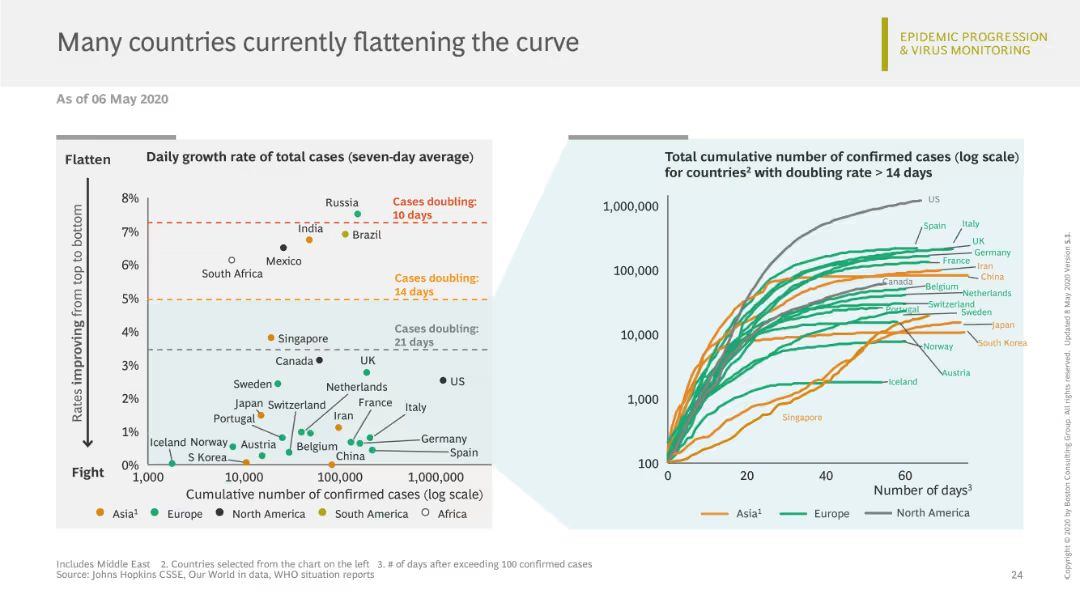 Many countries currently flattening the curve
EPIDEMIC PROGRESSION
& VIRUS MONITORING
As of 06 May 2020
Flatten
Daily growth rate of total cases (seven-day average)
Rates improving from top to bottom
Fight
8%
7%
6%
5%
4%
3%
2%
1%
0%
Cases doubling:
10 days
Cases doubling:
14 days
Cases doubling:
21 days
Russia
India
Brazil
Mexico
South Africa
Singapore
Canada
UK
US
Sweden
Netherlands
Japan
Switzerland
France
Italy
Portugal
Iran
Iceland
Norway
Austria
Belgium
Germany
S Korea
China
Spain
1,000
10,000
100,000
1,000,000
Cumulative number of confirmed cases (log scale)
Asia¹
Europe
North America
South America
Africa
Total cumulative number of confirmed cases (log scale)
for countries² with doubling rate > 14 days
1,000,000
100,000
10,000
1,000
100
US
Spain
Italy
UK
Germany
France
Iran
China
Canada
Belgium
Netherlands
Portugal
Switzerland
Sweden
Japan
South Korea
Norway
Austria
Iceland
Singapore
0
20
40
60
Number of days³
Asia¹
Europe
North America
Includes Middle East 2. Countries selected from the chart on the left 3. # of days after exceeding 100 confirmed cases
Source: Johns Hopkins CSSE, Our World in data, WHO situation reports
24
Copyright © 2020 by Boston Consulting Group. All rights reserved. Updated 8 May 2020 Version 5.1.